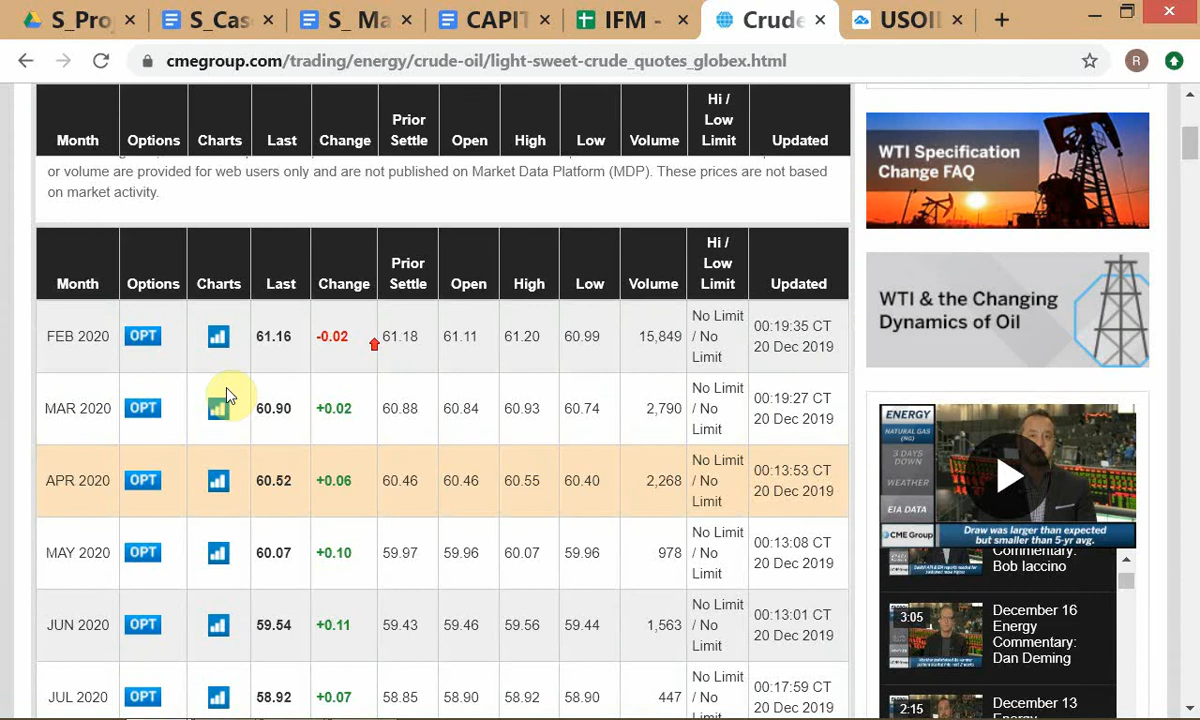 S_Pro
S_Cas
S_ Ma
CAPIT
IFM -
Crude
USOIL
cmegroup.com/trading/energy/crude-oil/light-sweet-crude_quotes_globex.html
R
Month Options Charts Last Change Prior Settle Open High Low Volume Hi / Low Limit Updated
or volume are provided for web users only and are not published on Market Data Platform (MDP). These prices are not based
on market activity.
Month Options Charts Last Change Prior Settle Open High Low Volume Hi / Low Limit Updated
FEB 2020 OPT 61.16 -0.02 61.18 61.11 61.20 60.99 15,849 No Limit / No Limit 00:19:35 CT 20 Dec 2019
MAR 2020 OPT 60.90 +0.02 60.88 60.84 60.93 60.74 2,790 No Limit / No Limit 00:19:27 CT 20 Dec 2019
APR 2020 OPT 60.52 +0.06 60.46 60.46 60.55 60.40 2,268 No Limit / No Limit 00:13:53 CT 20 Dec 2019
MAY 2020 OPT 60.07 +0.10 59.97 59.96 60.07 59.96 978 No Limit / No Limit 00:13:08 CT 20 Dec 2019
JUN 2020 OPT 59.54 +0.11 59.43 59.46 59.56 59.44 1,563 No Limit / No Limit 00:13:01 CT 20 Dec 2019
JUL 2020 OPT 58.92 +0.07 58.85 58.90 58.92 58.90 447 No Limit / No Limit 00:17:59 CT 20 Dec 2019
WTI Specification
Change FAQ
WTI & the Changing
Dynamics of Oil
ENERGY
NATURAL GAS
(NG)
3 DAYS
DOWN
WEATHER
EIA DATA
CME Group
Draw was larger than expected
but smaller than 5-yr avg.
Commentary:
Bob Iaccino
3:05
December 16
Energy
Commentary:
Dan Deming
2:15
December 13
Energy